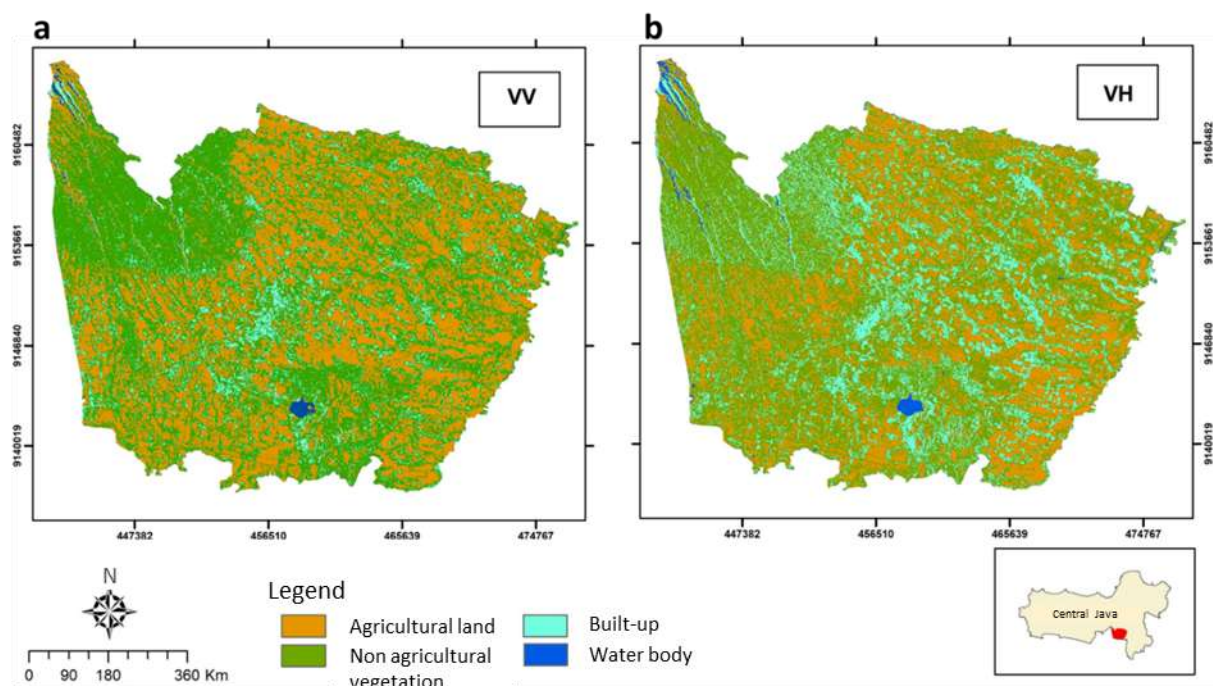 a
b
VV
VH
9160482
9153661
9146840
9140019
9160482
9153661
9146840
9140019
447382
456510
465639
474767
447382
456510
465639
474767
N
0 90 180 360 Km
Legend
Agricultural land
Non agricultural
vegetation
Built-up
Water body
Central Java